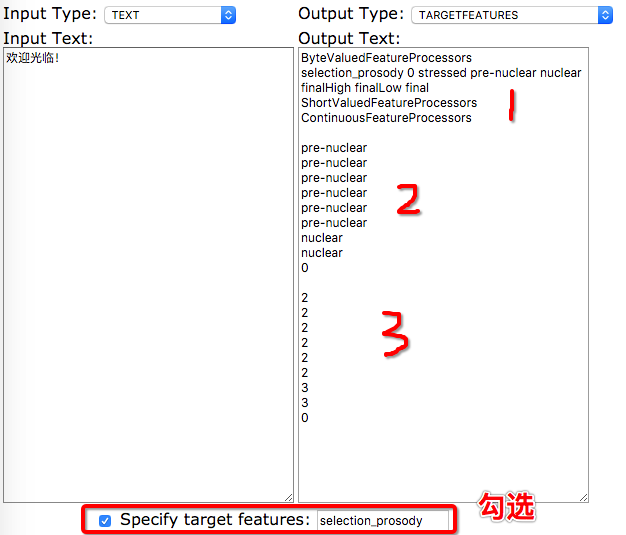 Input Type: TEXT
Output Type: TARGETFEATURES
Input Text:
Output Text:
欢迎光临!
ByteValuedFeatureProcessors
selection_prosody 0 stressed pre-nuclear nuclear
finalHigh finalLow final
ShortValuedFeatureProcessors
ContinuousFeatureProcessors
1
pre-nuclear
pre-nuclear
pre-nuclear
pre-nuclear
pre-nuclear
pre-nuclear
nuclear
nuclear
0
2
2
2
2
2
2
2
3
3
0
3
勾选
Specify target features: selection_prosody